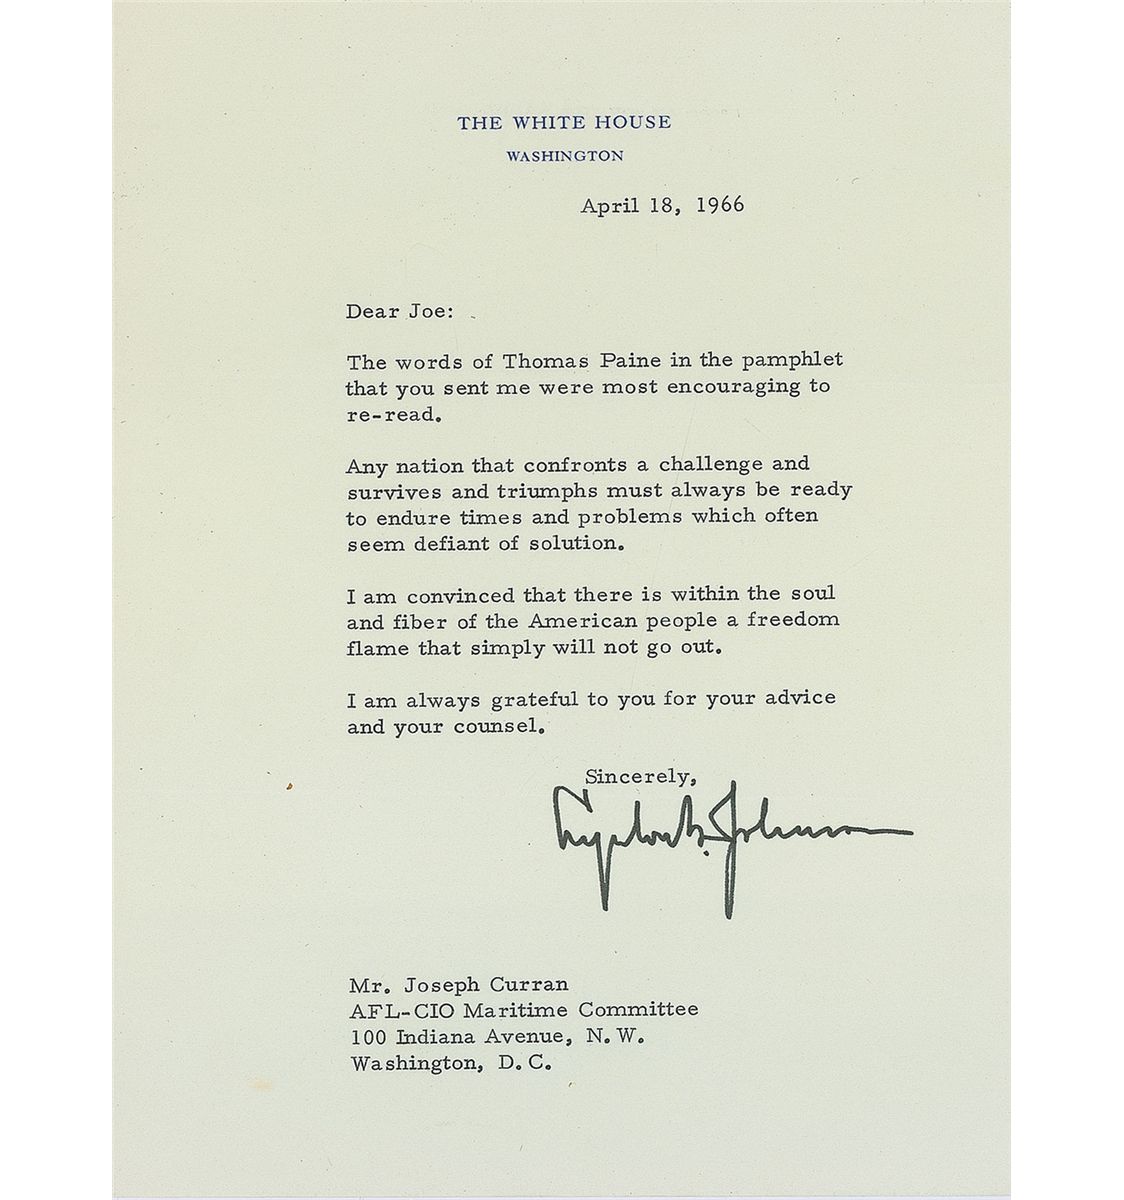 THE WHITE HOUSE
WASHINGTON
April 18, 1966
Dear Joe:
The words of Thomas Paine in the pamphlet
that you sent me were most encouraging to
re-read.
Any nation that confronts a challenge and
survives and triumphs must always be ready
to endure times and problems which often
seem defiant of solution.
I am convinced that there is within the soul
and fiber of the American people a freedom
flame that simply will not go out.
I am always grateful to you for your advice
and your counsel.
Sincerely,
Lyndon B. Johnson
Mr. Joseph Curran
AFL-CIO Maritime Committee
100 Indiana Avenue, N. W.
Washington, D. C.